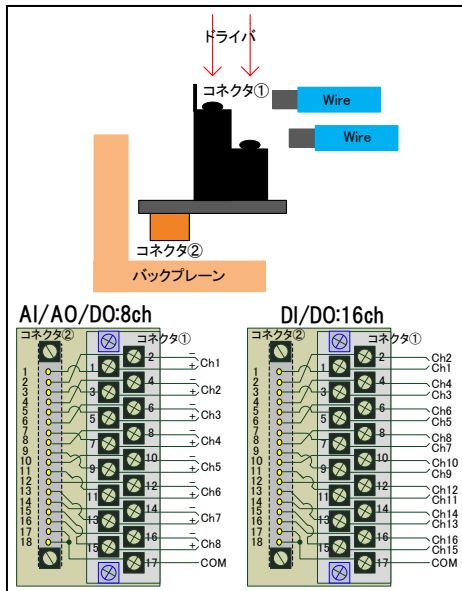 ドライバ
コネクタ①
Wire
Wire
コネクタ②
バックプレーン
AI/AO/DO:8ch
コネクタ②
コネクタ①
1
2
3
4
5
6
7
8
9
10
11
12
13
14
15
16
17
18
1
2
3
4
5
6
7
8
9
10
11
12
13
14
15
16
17
−
+
Ch1
−
+
Ch2
−
+
Ch3
−
+
Ch4
−
+
Ch5
−
+
Ch6
−
+
Ch7
−
+
Ch8
COM
DI/DO:16ch
コネクタ②
コネクタ①
1
2
3
4
5
6
7
8
9
10
11
12
13
14
15
16
17
18
1
2
3
4
5
6
7
8
9
10
11
12
13
14
15
16
17
Ch2
Ch1
Ch4
Ch3
Ch6
Ch5
Ch8
Ch7
Ch10
Ch9
Ch12
Ch11
Ch14
Ch13
Ch16
Ch15
COM